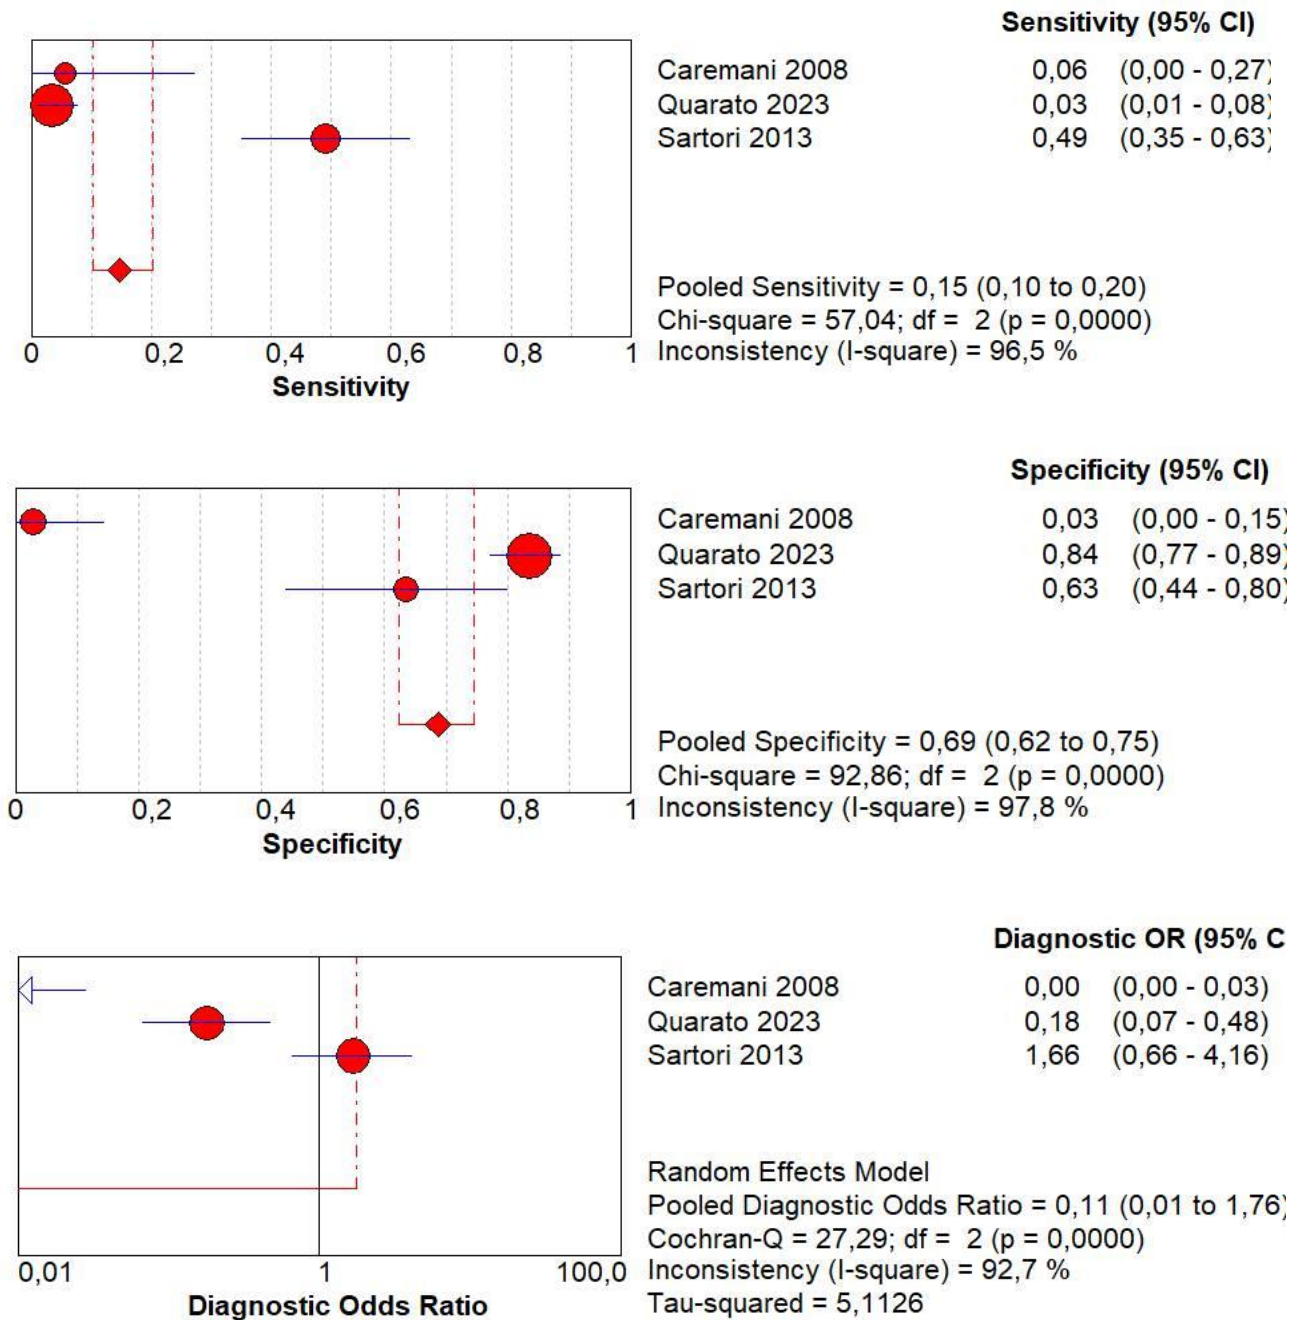 Sensitivity (95% CI)
Caremani 2008 0,06 (0,00 - 0,27)
Quarato 2023 0,03 (0,01 - 0,08)
Sartori 2013 0,49 (0,35 - 0,63)
Pooled Sensitivity = 0,15 (0,10 to 0,20)
Chi-square = 57,04; df = 2 (p = 0,0000)
Inconsistency (I-square) = 96,5 %
0 0,2 0,4 0,6 0,8 1
Sensitivity
Specificity (95% CI)
Caremani 2008 0,03 (0,00 - 0,15)
Quarato 2023 0,84 (0,77 - 0,89)
Sartori 2013 0,63 (0,44 - 0,80)
Pooled Specificity = 0,69 (0,62 to 0,75)
Chi-square = 92,86; df = 2 (p = 0,0000)
Inconsistency (I-square) = 97,8 %
0 0,2 0,4 0,6 0,8 1
Specificity
Diagnostic OR (95% C
Caremani 2008 0,00 (0,00 - 0,03)
Quarato 2023 0,18 (0,07 - 0,48)
Sartori 2013 1,66 (0,66 - 4,16)
Random Effects Model
Pooled Diagnostic Odds Ratio = 0,11 (0,01 to 1,76)
Cochran-Q = 27,29; df = 2 (p = 0,0000)
Inconsistency (I-square) = 92,7 %
Tau-squared = 5,1126
0,01 1 100,0
Diagnostic Odds Ratio